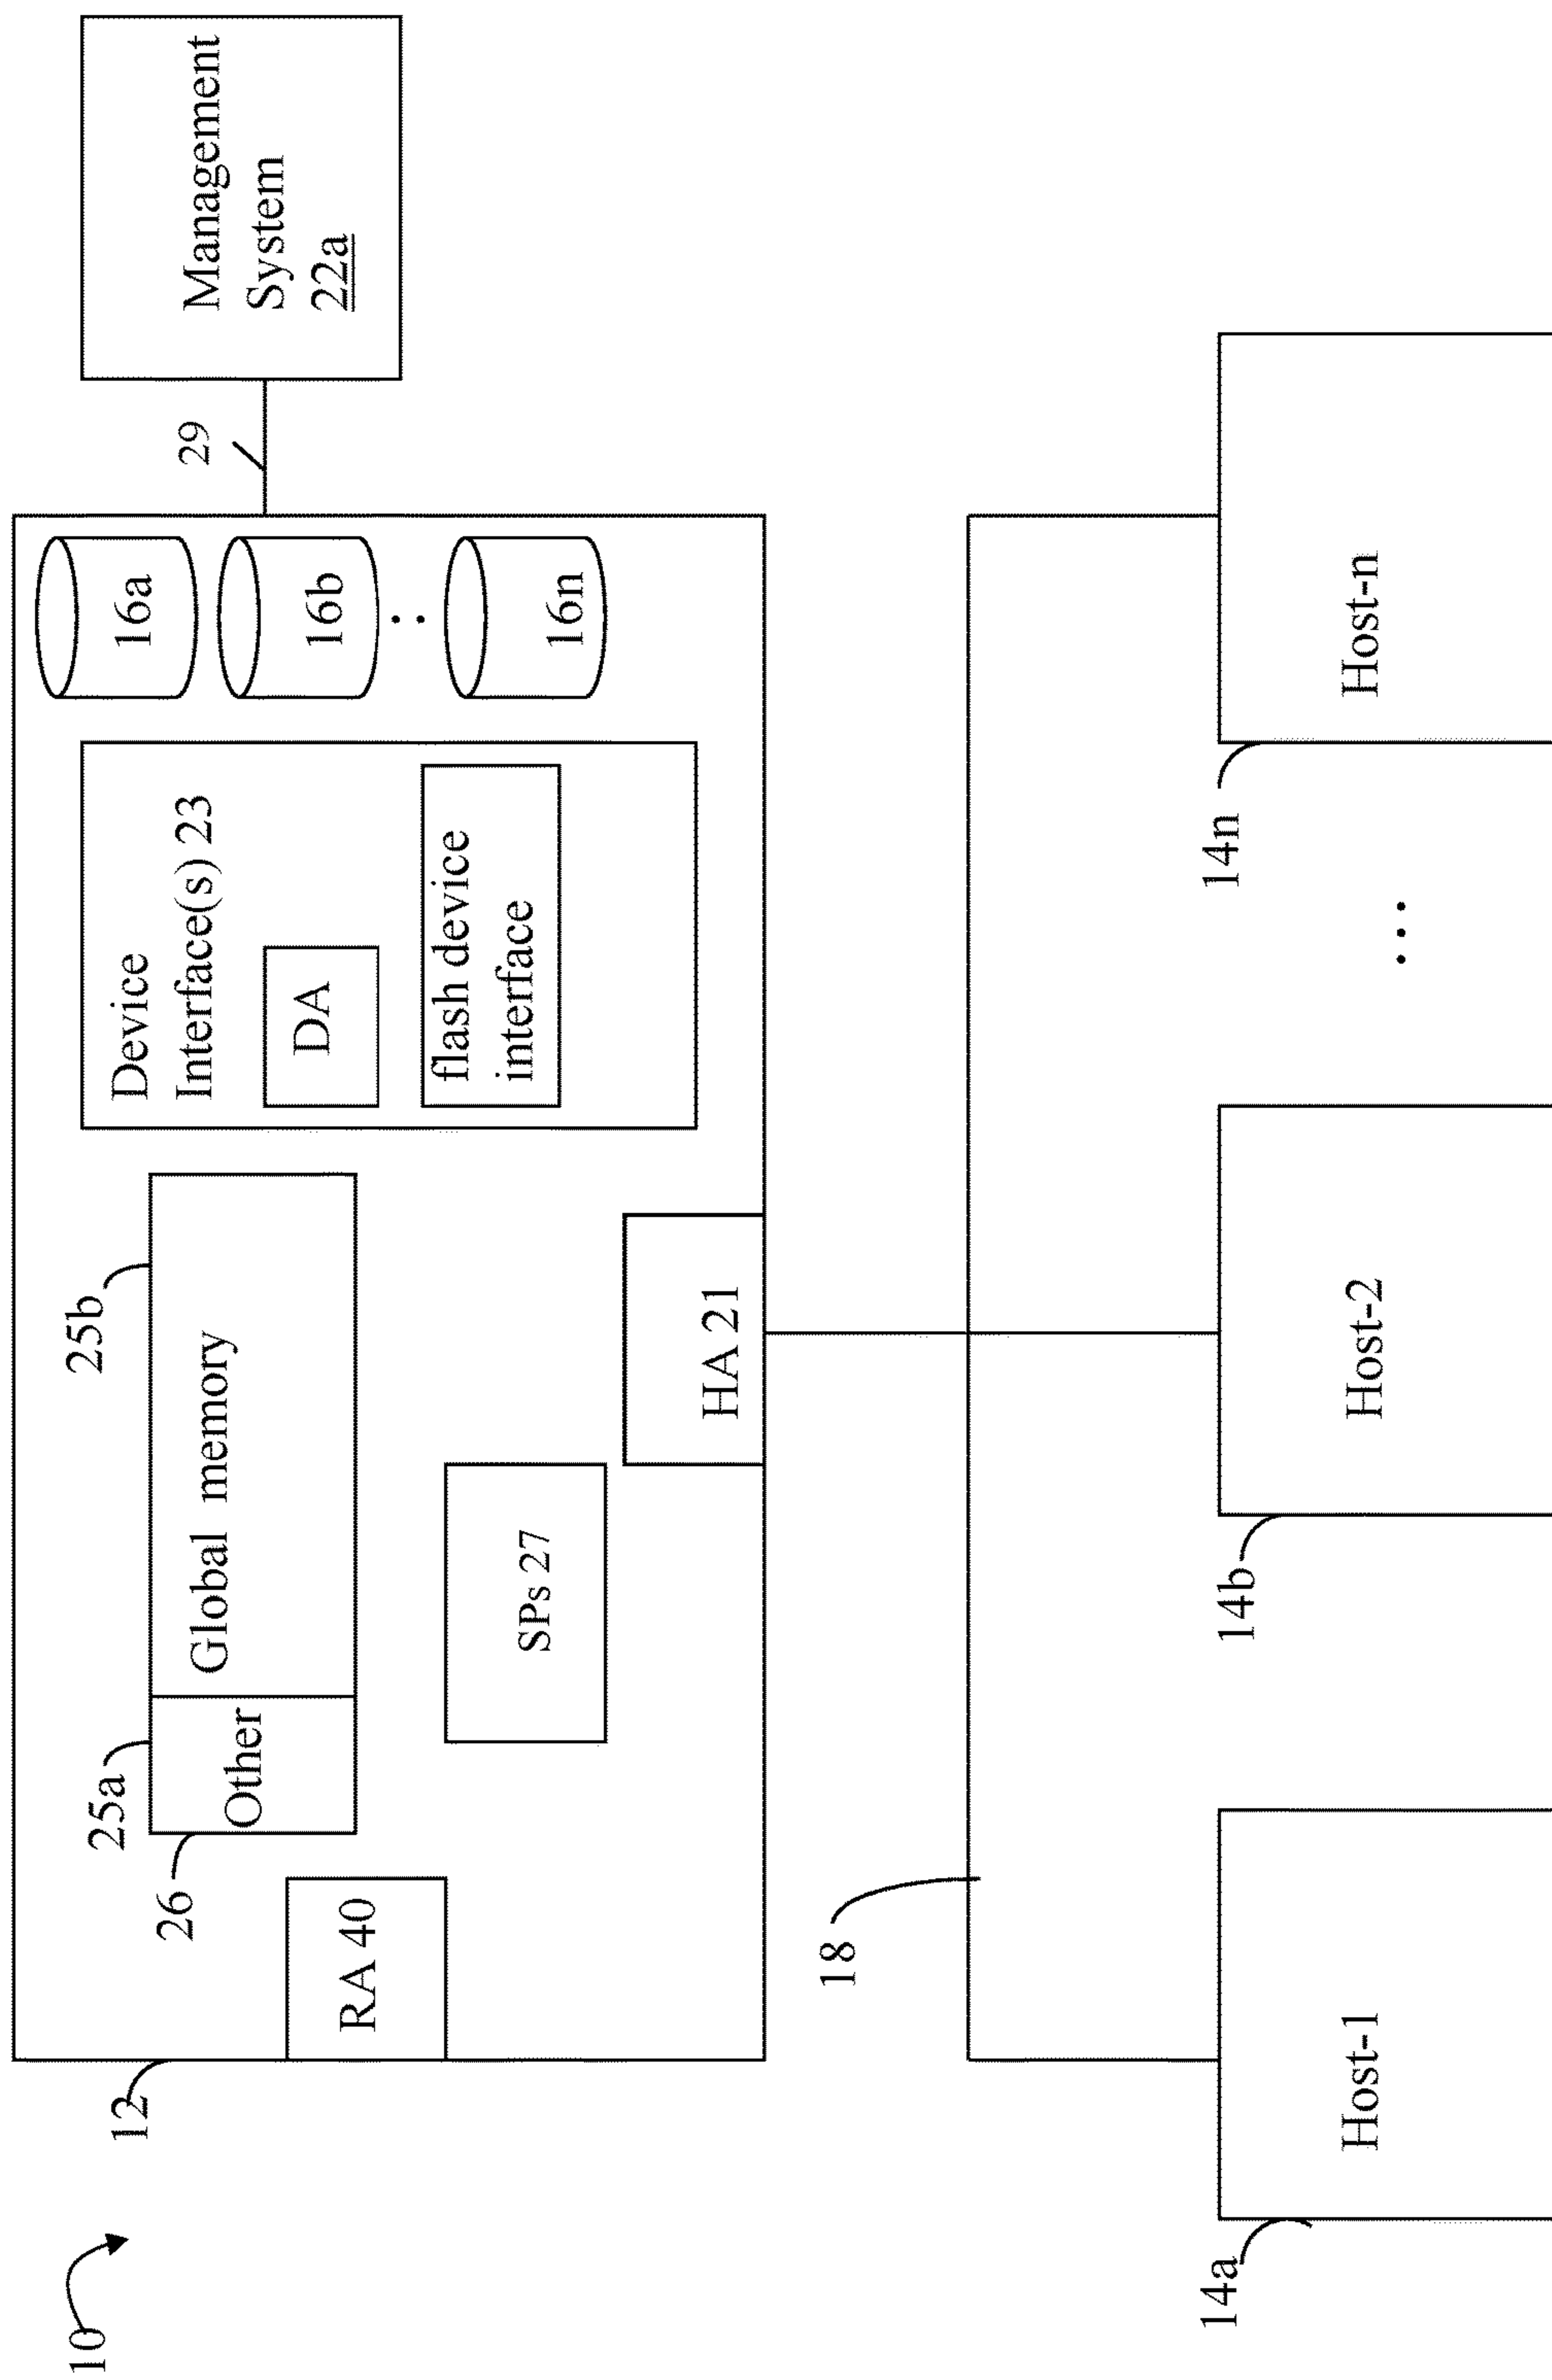 10
12
26
25a
25b
Other
Global memory
RA 40
SPs 27
HA 21
Device
Interface(s) 23
DA
flash device
interface
16a
16b
16n
29
Management
System
22a
18
14a
Host-1
14b
Host-2
...
14n
Host-n